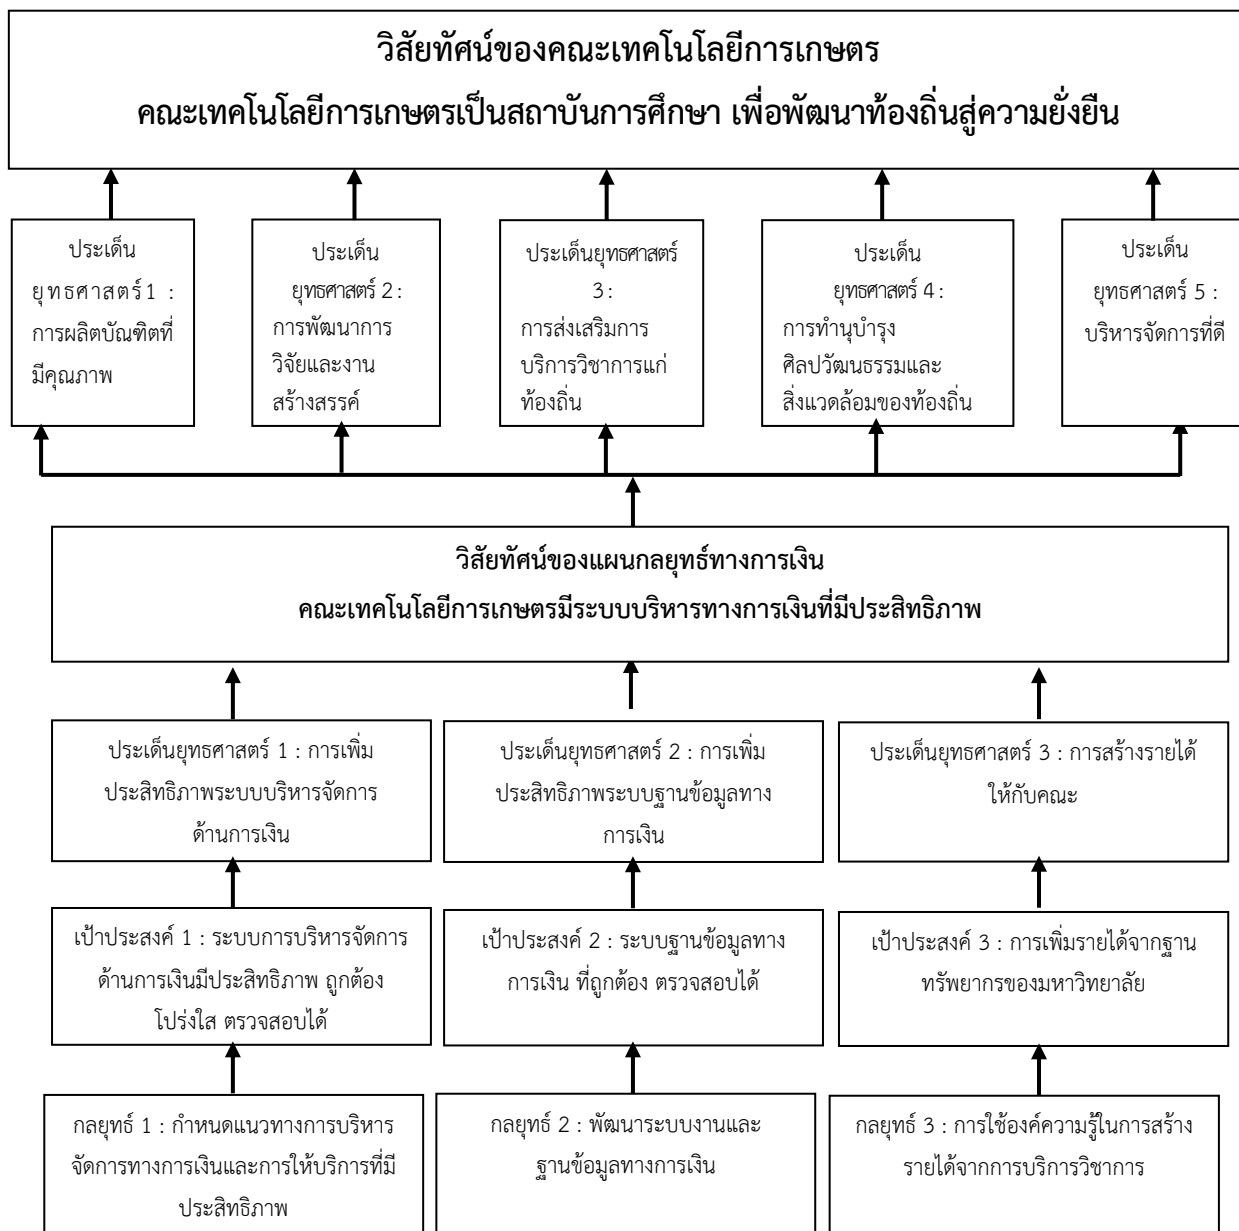 วิสัยทัศน์ของคณะเทคโนโลยีการเกษตร
คณะเทคโนโลยีการเกษตรเป็นสถาบันการศึกษา เพื่อพัฒนาท้องถิ่นสู่ความยั่งยืน
ประเด็น
ยุทธศาสตร์1 :
การผลิตบัณฑิตที่
มีคุณภาพ
ประเด็น
ยุทธศาสตร์ 2 :
การพัฒนาการ
วิจัยและงาน
สร้างสรรค์
ประเด็นยุทธศาสตร์
3 :
การส่งเสริมการ
บริการวิชาการแก่
ท้องถิ่น
ประเด็น
ยุทธศาสตร์ 4 :
การทำนุบำรุง
ศิลปวัฒนธรรมและ
สิ่งแวดล้อมของท้องถิ่น
ประเด็น
ยุทธศาสตร์ 5 :
บริหารจัดการที่ดี
วิสัยทัศน์ของแผนกลยุทธ์ทางการเงิน
คณะเทคโนโลยีการเกษตรมีระบบบริหารทางการเงินที่มีประสิทธิภาพ
ประเด็นยุทธศาสตร์ 1 : การเพิ่ม
ประสิทธิภาพระบบบริหารจัดการ
ด้านการเงิน
ประเด็นยุทธศาสตร์ 2 : การเพิ่ม
ประสิทธิภาพระบบฐานข้อมูลทาง
การเงิน
ประเด็นยุทธศาสตร์ 3 : การสร้างรายได้
ให้กับคณะ
เป้าประสงค์ 1 : ระบบการบริหารจัดการ
ด้านการเงินมีประสิทธิภาพ ถูกต้อง
โปร่งใส ตรวจสอบได้
เป้าประสงค์ 2 : ระบบฐานข้อมูลทาง
การเงิน ที่ถูกต้อง ตรวจสอบได้
เป้าประสงค์ 3 : การเพิ่มรายได้จากฐาน
ทรัพยากรของมหาวิทยาลัย
กลยุทธ์ 1 : กำหนดแนวทางการบริหาร
จัดการทางการเงินและการให้บริการที่มี
ประสิทธิภาพ
กลยุทธ์ 2 : พัฒนาระบบงานและ
ฐานข้อมูลทางการเงิน
กลยุทธ์ 3 : การใช้องค์ความรู้ในการสร้าง
รายได้จากการบริการวิชาการ